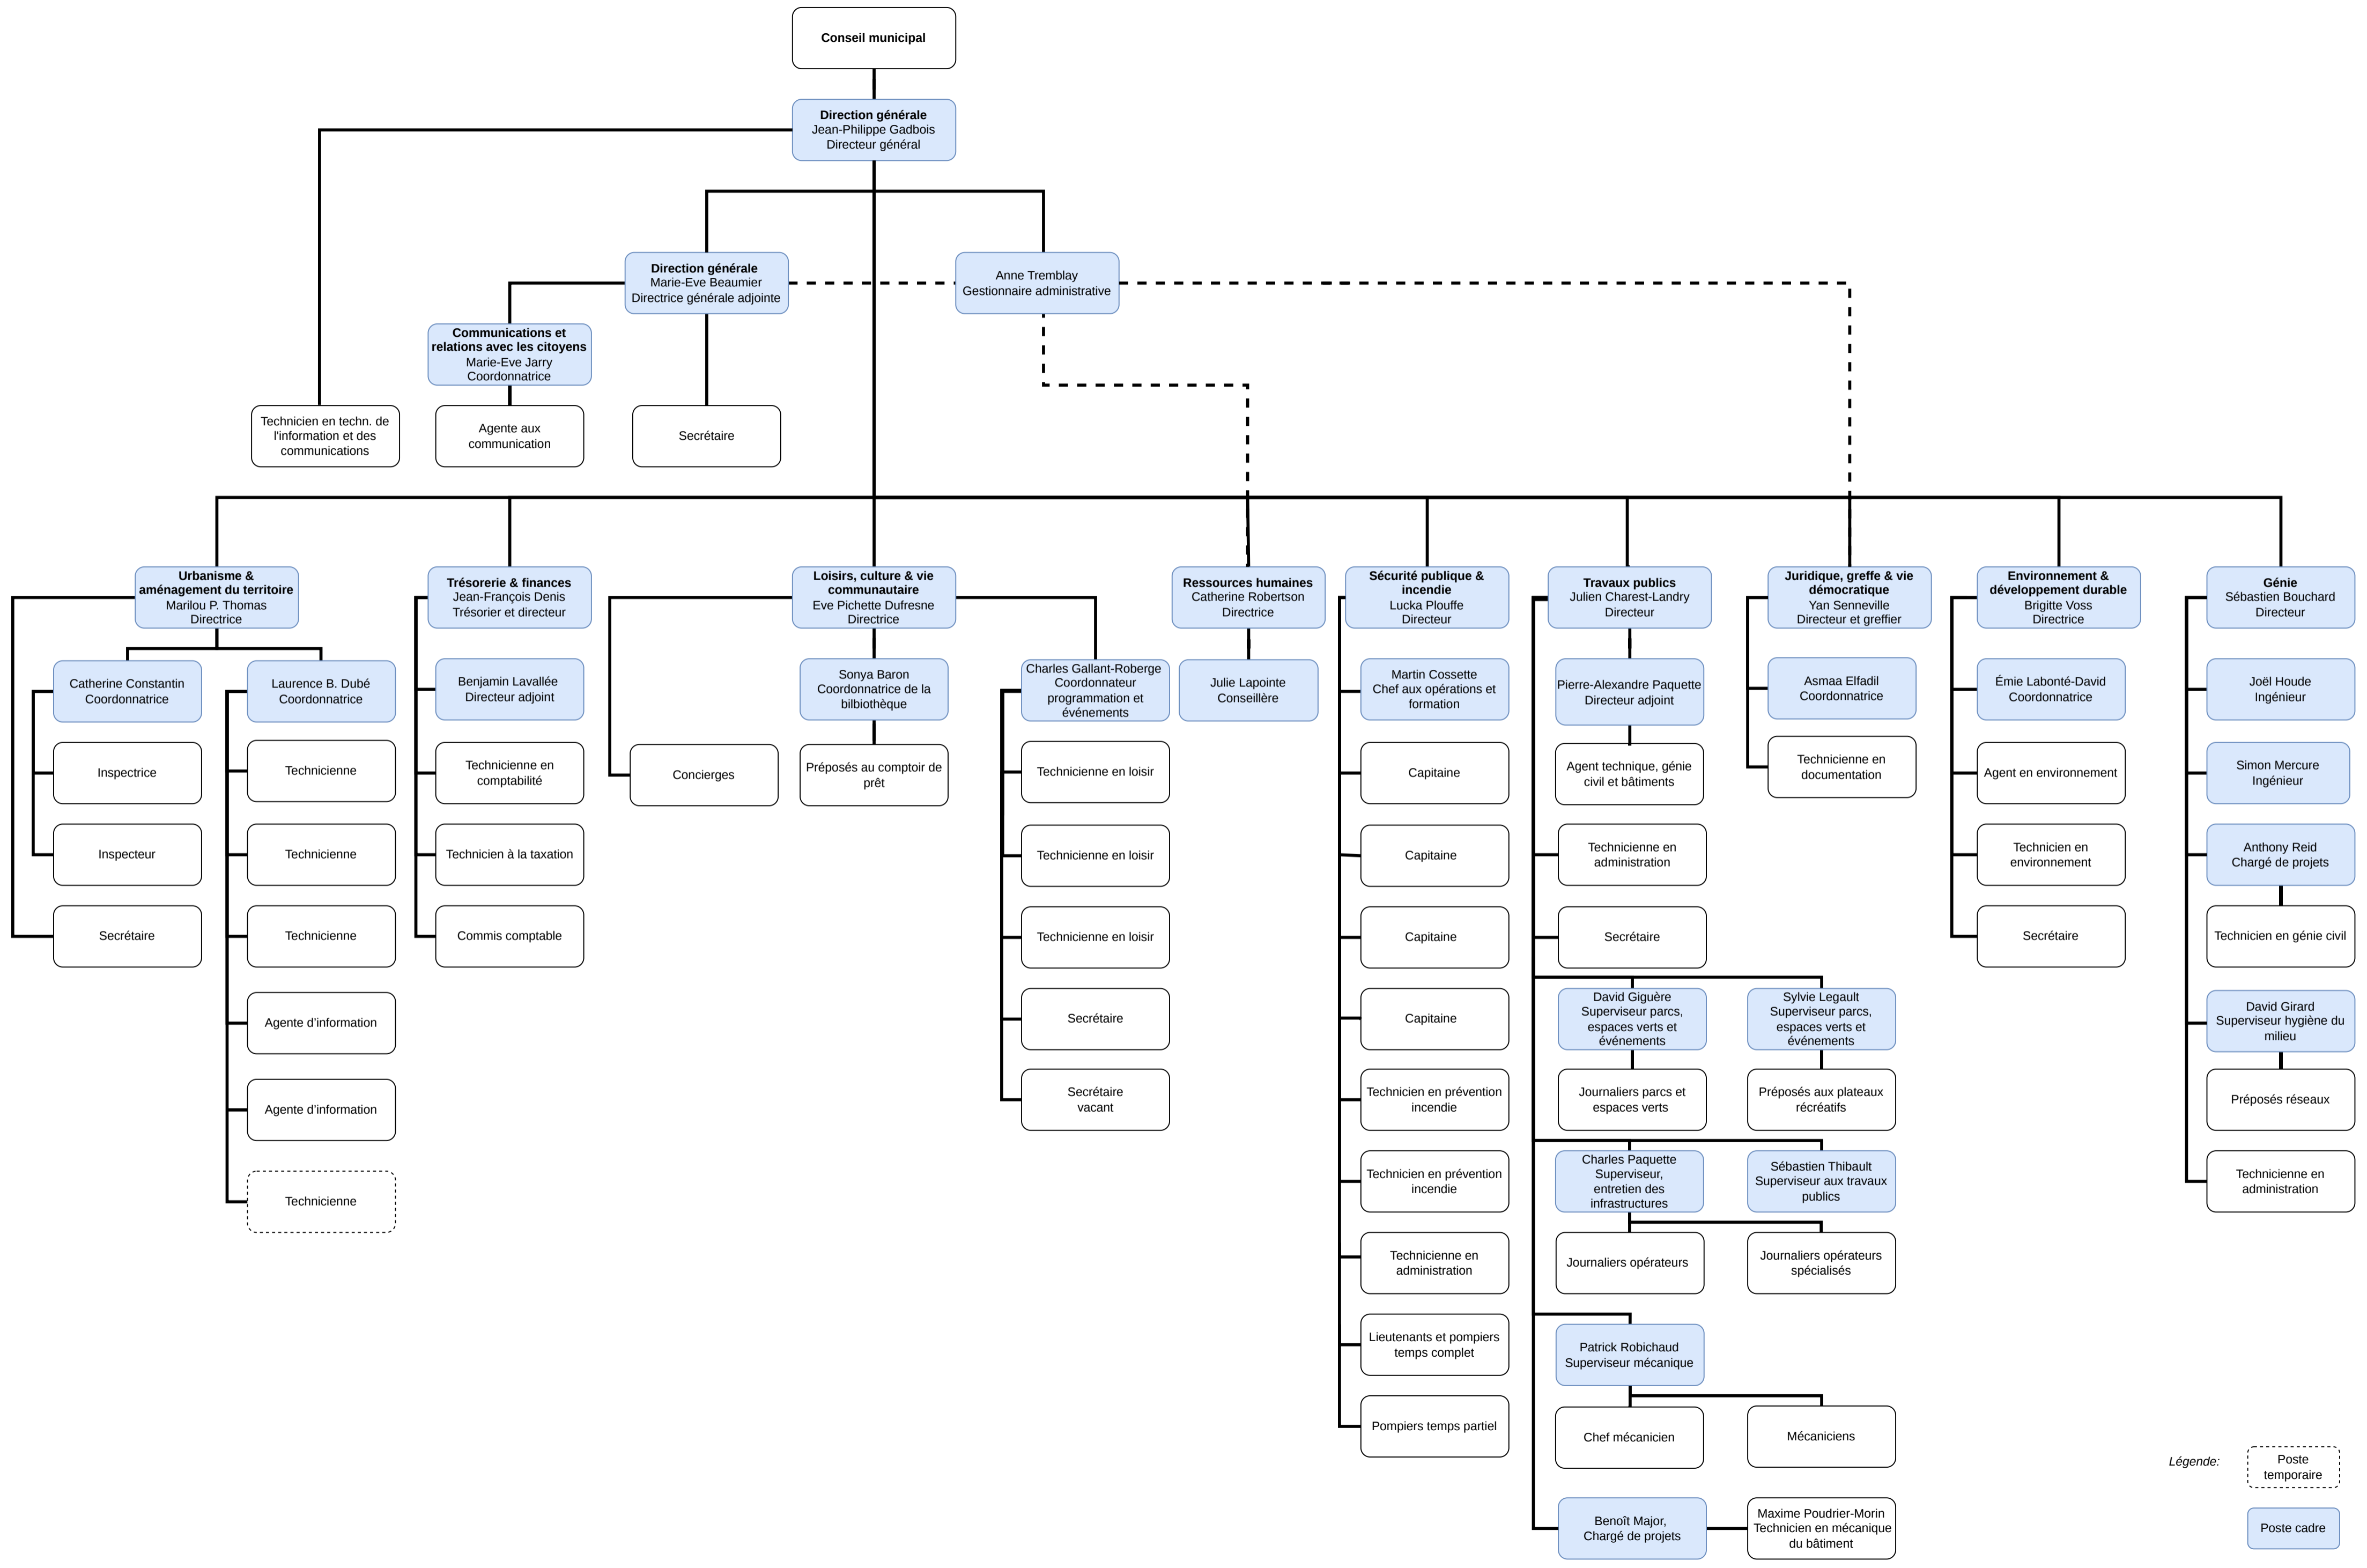 Conseil municipal
Direction générale
Jean-Philippe Gadbois
Directeur général
Direction générale
Marie-Eve Beaumier
Directrice générale adjointe
Anne Tremblay
Gestionnaire administrative
Communications et
relations avec les citoyens
Marie-Eve Jarry
Coordonnatrice
Technicien en techn. de
l'information et des
communications
Agente aux
communication
Secrétaire
Urbanisme &
aménagement du territoire
Marilou P. Thomas
Directrice
Trésorerie & finances
Jean-François Denis
Trésorier et directeur
Loisirs, culture & vie
communautaire
Eve Pichette Dufresne
Directrice
Ressources humaines
Catherine Robertson
Directrice
Sécurité publique &
incendie
Lucka Plouffe
Directeur
Travaux publics
Julien Charest-Landry
Directeur
Juridique, greffe & vie
démocratique
Yan Senneville
Directeur et greffier
Environnement &
développement durable
Brigitte Voss
Directrice
Génie
Sébastien Bouchard
Directeur
Catherine Constantin
Coordonnatrice
Inspectrice
Inspecteur
Secrétaire
Laurence B. Dubé
Coordonnatrice
Technicienne
Technicienne
Technicienne
Agente d’information
Agente d’information
Technicienne
Benjamin Lavallée
Directeur adjoint
Technicienne en
comptabilité
Technicien à la taxation
Commis comptable
Concierges
Sonya Baron
Coordonnatrice de la
bilbiothèque
Préposés au comptoir de
prêt
Charles Gallant-Roberge
Coordonnateur
programmation et
événements
Technicienne en loisir
Technicienne en loisir
Technicienne en loisir
Secrétaire
Secrétaire
vacant
Julie Lapointe
Conseillère
Martin Cossette
Chef aux opérations et
formation
Capitaine
Capitaine
Capitaine
Capitaine
Technicien en prévention
incendie
Technicien en prévention
incendie
Technicienne en
administration
Lieutenants et pompiers
temps complet
Pompiers temps partiel
Pierre-Alexandre Paquette
Directeur adjoint
Agent technique, génie
civil et bâtiments
Technicienne en
administration
Secrétaire
David Giguère
Superviseur parcs,
espaces verts et
événements
Sylvie Legault
Superviseur parcs,
espaces verts et
événements
Journaliers parcs et
espaces verts
Préposés aux plateaux
récréatifs
Charles Paquette
Superviseur,
entretien des
infrastructures
Sébastien Thibault
Superviseur aux travaux
publics
Journaliers opérateurs
Journaliers opérateurs
spécialisés
Patrick Robichaud
Superviseur mécanique
Chef mécanicien
Mécaniciens
Benoît Major,
Chargé de projets
Maxime Poudrier-Morin
Technicien en mécanique
du bâtiment
Asmaa Elfadil
Coordonnatrice
Technicienne en
documentation
Émie Labonté-David
Coordonnatrice
Agent en environnement
Technicien en
environnement
Secrétaire
Joël Houde
Ingénieur
Simon Mercure
Ingénieur
Anthony Reid
Chargé de projets
Technicien en génie civil
David Girard
Superviseur hygiène du
milieu
Préposés réseaux
Technicienne en
administration
Légende:
Poste
temporaire
Poste cadre